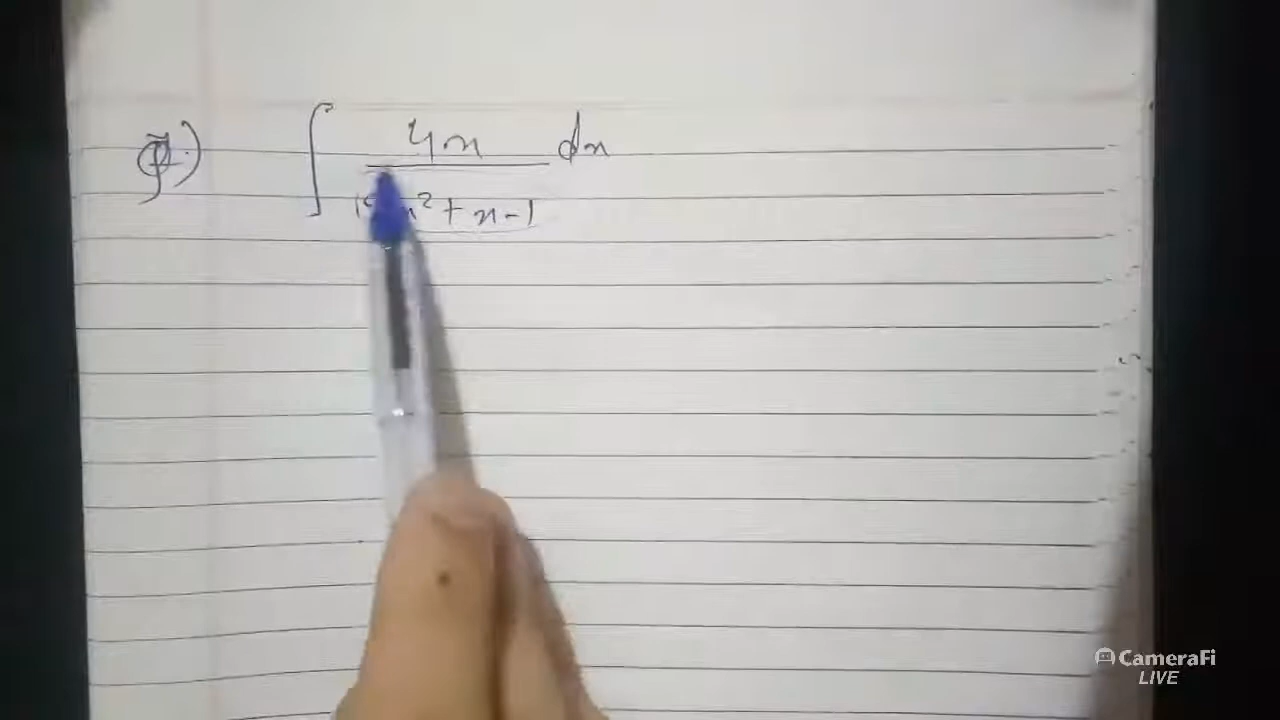 ∫ 4x dx
x² + x - 1
CameraFi
LIVE